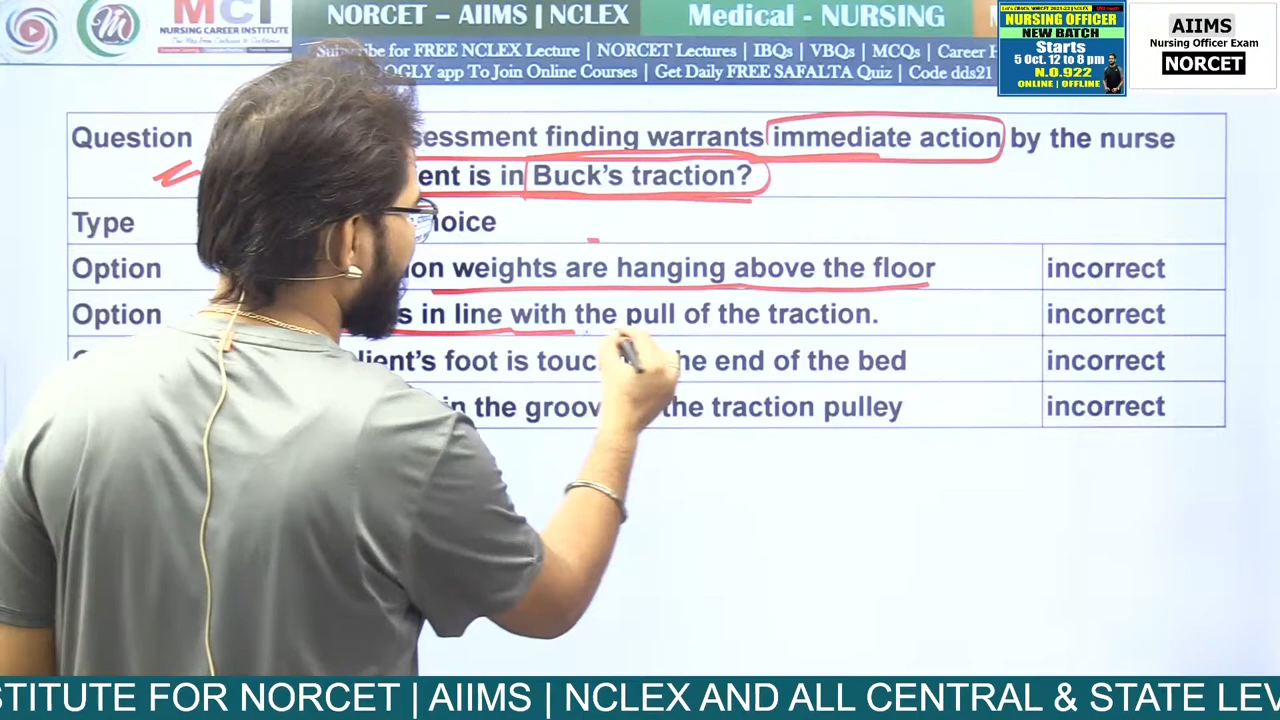 MCI
NURSING CAREER INSTITUTE
NORCET – AIIMS | NCLEX
Medical - NURSING
for FREE NCLEX Lecture | NORCET Lectures | IBQs | VBQs | MCQs | Career
OGLY app To Join Online Courses | Get Daily FREE SAFALTA Quiz | Code dds21
NURSING OFFICER
NEW BATCH
Starts
5 Oct. 12 to 8 pm
N.O.922
ONLINE | OFFLINE
AIIMS
Nursing Officer Exam
NORCET
Question sessment finding warrants immediate action by the nurse
ent is in Buck's traction?
Type hoice
Option on weights are hanging above the floor incorrect
Option s in line with the pull of the traction. incorrect
lient's foot is touc he end of the bed incorrect
in the groov the traction pulley incorrect
STITUTE FOR NORCET | AIIMS | NCLEX AND ALL CENTRAL & STATE LEV